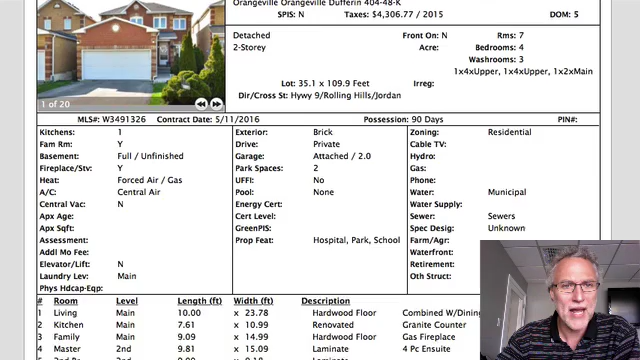 Orangeville Orangeville Dufferin 404-48-K
SPIS: N Taxes: $4,306.77 / 2015 DOM: 5
Detached Front On: N Rms: 7
2-Storey Acre: Bedrooms: 4
Washrooms: 3
1x4xUpper, 1x4xUpper, 1x2xMain
Lot: 35.1 x 109.9 Feet Irreg:
Dir/Cross St: Hywy 9/Rolling Hills/Jordan
1 of 20
MLS#: W3491326 Contract Date: 5/11/2016 Possession: 90 Days PIN#:
Kitchens: 1 Exterior: Brick Zoning: Residential
Fam Rm: Y Drive: Private Cable TV:
Basement: Full / Unfinished Garage: Attached / 2.0 Hydro:
Fireplace/Stv: Y Park Spaces: 2 Gas:
Heat: Forced Air / Gas UFFI: No Phone:
A/C: Central Air Pool: None Water: Municipal
Central Vac: N Energy Cert: Water Supply:
Apx Age: Cert Level: Sewer: Sewers
Apx Sqft: GreenPIS: Spec Desig: Unknown
Assessment: Prop Feat: Hospital, Park, School Farm/Agr:
Addl Mo Fee: Waterfront:
Elevator/Lift: N Retirement:
Laundry Lev: Main Oth Struct:
Phys Hdcap-Eqp:
# Room Level Length (ft) Width (ft) Description
1 Living Main 10.00 x 23.78 Hardwood Floor Combined W/Dining
2 Kitchen Main 7.61 x 10.99 Renovated Granite Counter
3 Family Main 9.09 x 14.99 Hardwood Floor Gas Fireplace
4 Master 2nd 9.81 x 15.09 Laminate 4 Pc Ensuite